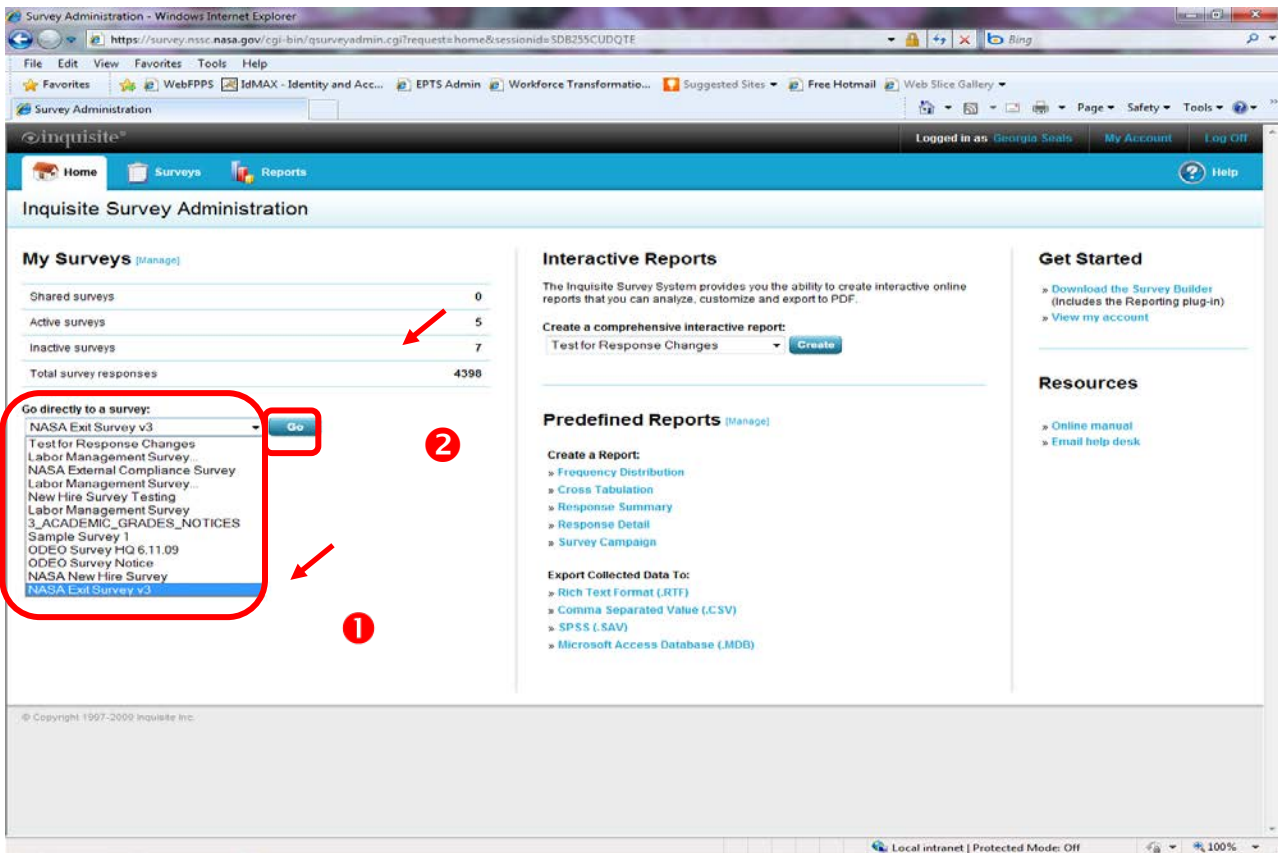 Survey Administration - Windows Internet Explorer
https://survey.nssc.nasa.gov/cgi-bin/qsurveyadmin.cgi?request=home&sessionid=SDB255CUDQTE
Bing
File Edit View Favorites Tools Help
Favorites WebFPPS IdMAX - Identity and Acc... EPTS Admin Workforce Transformatio... Suggested Sites Free Hotmail Web Slice Gallery
Survey Administration
Page Safety Tools
inquisite®
Logged in as Georgia Seals My Account Log Off
Home Surveys Reports
Help
Inquisite Survey Administration
My Surveys [Manage]
Shared surveys 0
Active surveys 5
Inactive surveys 7
Total survey responses 4398
Go directly to a survey:
NASA Exit Survey v3 Go
Test for Response Changes
Labor Management Survey...
NASA External Compliance Survey
Labor Management Survey...
New Hire Survey Testing
Labor Management Survey
3_ACADEMIC_GRADES_NOTICES
Sample Survey 1
ODEO Survey HQ 6.11.09
ODEO Survey Notice
NASA New Hire Survey
NASA Exit Survey v3
2
1
Interactive Reports
The Inquisite Survey System provides you the ability to create interactive online
reports that you can analyze, customize and export to PDF.
Create a comprehensive interactive report:
Test for Response Changes Create
Predefined Reports [Manage]
Create a Report:
» Frequency Distribution
» Cross Tabulation
» Response Summary
» Response Detail
» Survey Campaign
Export Collected Data To:
» Rich Text Format (.RTF)
» Comma Separated Value (.CSV)
» SPSS (.SAV)
» Microsoft Access Database (.MDB)
Get Started
» Download the Survey Builder
(Includes the Reporting plug-in)
» View my account
Resources
» Online manual
» Email help desk
© Copyright 1997-2009 Inquisite Inc.
Local intranet | Protected Mode: Off
100%